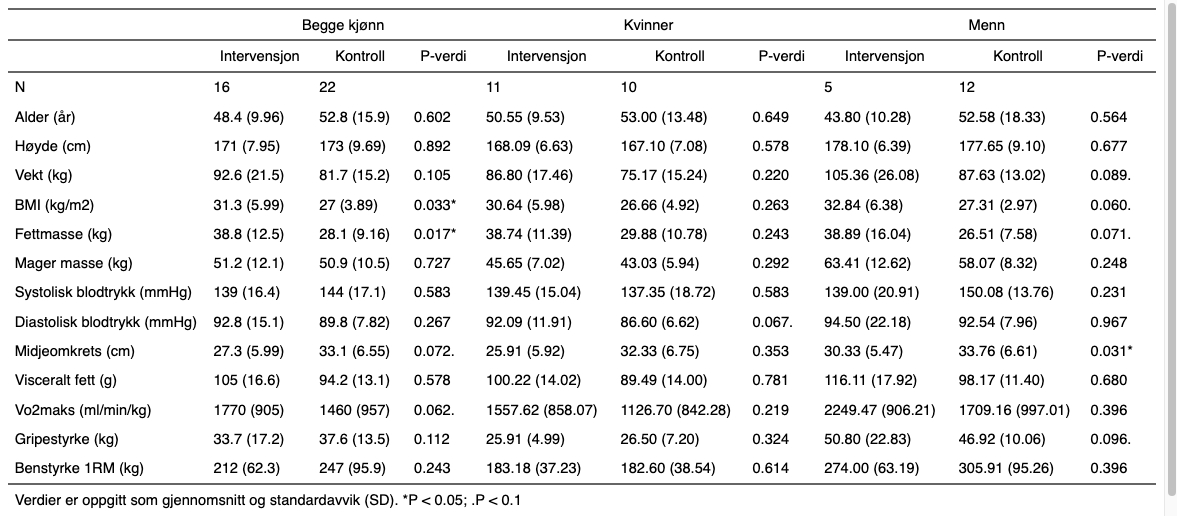 Begge kjønn Kvinner Menn
Intervensjon Kontroll P-verdi Intervensjon Kontroll P-verdi Intervensjon Kontroll P-verdi
N 16 22 11 10 5 12
Alder (år) 48.4 (9.96) 52.8 (15.9) 0.602 50.55 (9.53) 53.00 (13.48) 0.649 43.80 (10.28) 52.58 (18.33) 0.564
Høyde (cm) 171 (7.95) 173 (9.69) 0.892 168.09 (6.63) 167.10 (7.08) 0.578 178.10 (6.39) 177.65 (9.10) 0.677
Vekt (kg) 92.6 (21.5) 81.7 (15.2) 0.105 86.80 (17.46) 75.17 (15.24) 0.220 105.36 (26.08) 87.63 (13.02) 0.089.
BMI (kg/m2) 31.3 (5.99) 27 (3.89) 0.033* 30.64 (5.98) 26.66 (4.92) 0.263 32.84 (6.38) 27.31 (2.97) 0.060.
Fettmasse (kg) 38.8 (12.5) 28.1 (9.16) 0.017* 38.74 (11.39) 29.88 (10.78) 0.243 38.89 (16.04) 26.51 (7.58) 0.071.
Mager masse (kg) 51.2 (12.1) 50.9 (10.5) 0.727 45.65 (7.02) 43.03 (5.94) 0.292 63.41 (12.62) 58.07 (8.32) 0.248
Systolisk blodtrykk (mmHg) 139 (16.4) 144 (17.1) 0.583 139.45 (15.04) 137.35 (18.72) 0.583 139.00 (20.91) 150.08 (13.76) 0.231
Diastolisk blodtrykk (mmHg) 92.8 (15.1) 89.8 (7.82) 0.267 92.09 (11.91) 86.60 (6.62) 0.067. 94.50 (22.18) 92.54 (7.96) 0.967
Midjeomkrets (cm) 27.3 (5.99) 33.1 (6.55) 0.072. 25.91 (5.92) 32.33 (6.75) 0.353 30.33 (5.47) 33.76 (6.61) 0.031*
Visceralt fett (g) 105 (16.6) 94.2 (13.1) 0.578 100.22 (14.02) 89.49 (14.00) 0.781 116.11 (17.92) 98.17 (11.40) 0.680
Vo2maks (ml/min/kg) 1770 (905) 1460 (957) 0.062. 1557.62 (858.07) 1126.70 (842.28) 0.219 2249.47 (906.21) 1709.16 (997.01) 0.396
Gripestyrke (kg) 33.7 (17.2) 37.6 (13.5) 0.112 25.91 (4.99) 26.50 (7.20) 0.324 50.80 (22.83) 46.92 (10.06) 0.096.
Benstyrke 1RM (kg) 212 (62.3) 247 (95.9) 0.243 183.18 (37.23) 182.60 (38.54) 0.614 274.00 (63.19) 305.91 (95.26) 0.396
Verdier er oppgitt som gjennomsnitt og standardavvik (SD). *P < 0.05; .P < 0.1